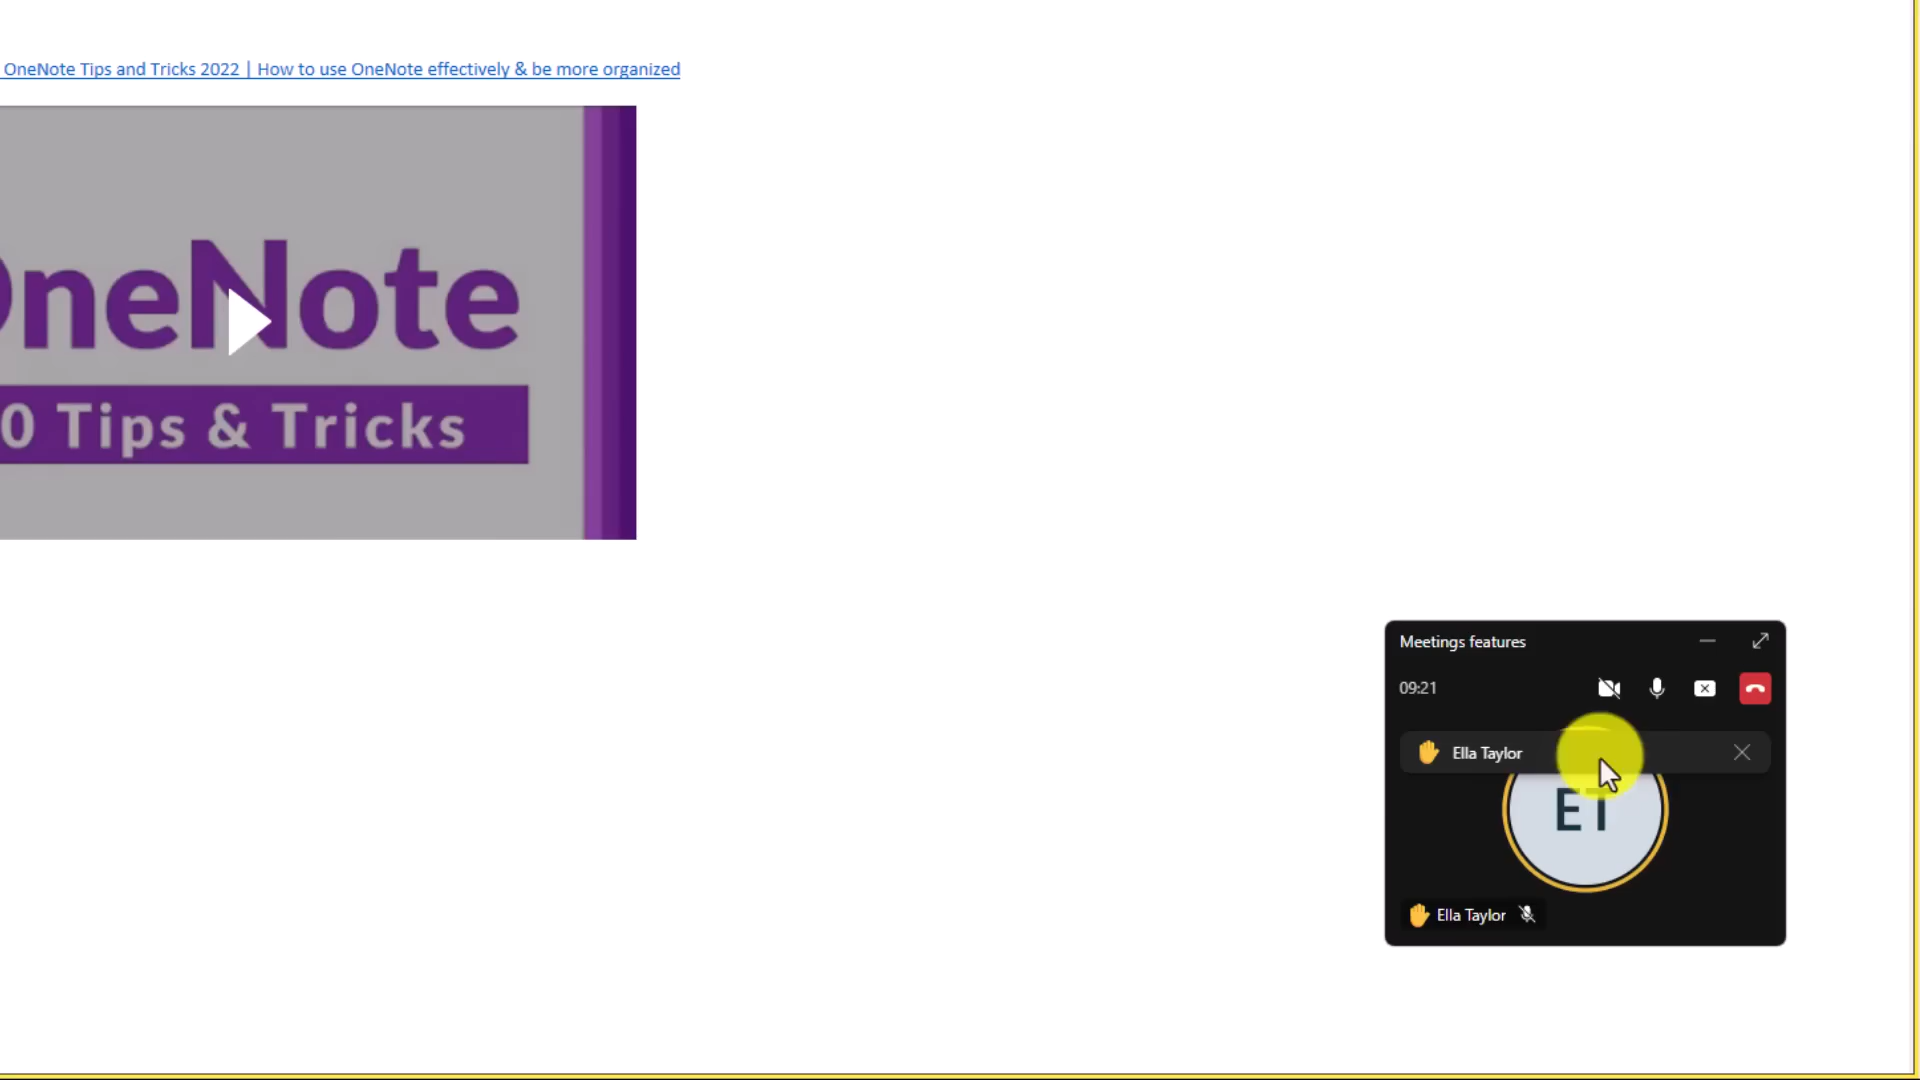 OneNote Tips and Tricks 2022 | How to use OneNote effectively & be more organized
neNote
0 Tips & Tricks
Meetings features
09:21
Ella Taylor
ET
Ella Taylor